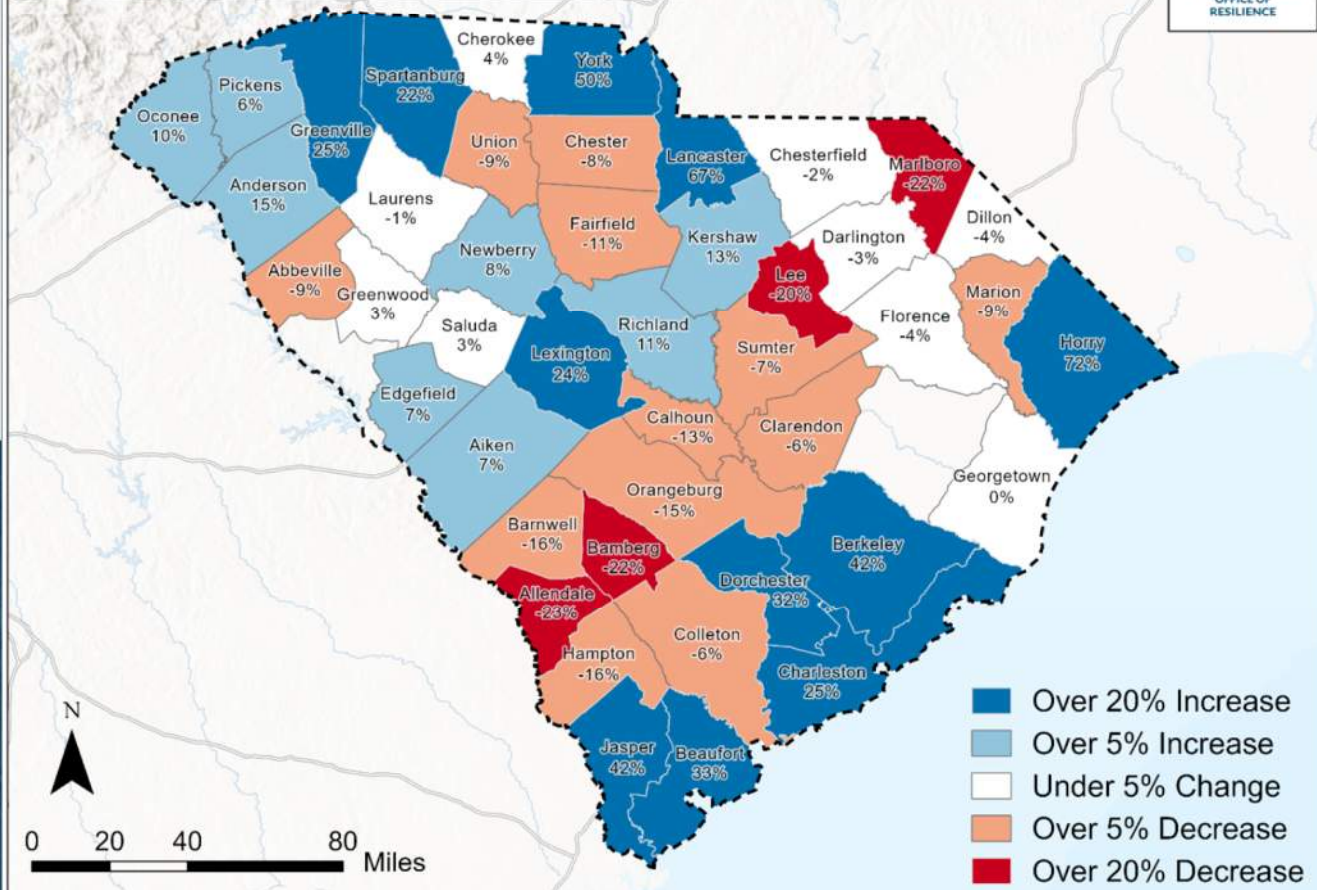 OFFICE OF
RESILIENCE
Cherokee
4%
York
50%
Spartanburg
22%
Pickens
6%
Oconee
10%
Greenville
25%
Union
-9%
Chester
-8%
Lancaster
67%
Chesterfield
-2%
Marlboro
-22%
Anderson
15%
Laurens
-1%
Dillon
-4%
Fairfield
-11%
Kershaw
13%
Darlington
-3%
Newberry
8%
Abbeville
-9%
Lee
-20%
Greenwood
3%
Marion
-9%
Saluda
3%
Richland
11%
Florence
-4%
Horry
72%
Lexington
24%
Sumter
-7%
Edgefield
7%
Calhoun
-13%
Clarendon
-6%
Aiken
7%
Georgetown
0%
Orangeburg
-15%
Barnwell
-16%
Bamberg
-22%
Berkeley
42%
Dorchester
32%
Allendale
-23%
Colleton
-6%
Hampton
-16%
Charleston
25%
Jasper
42%
Beaufort
33%
Over 20% Increase
Over 5% Increase
Under 5% Change
Over 5% Decrease
Over 20% Decrease
N
0 20 40 80 Miles